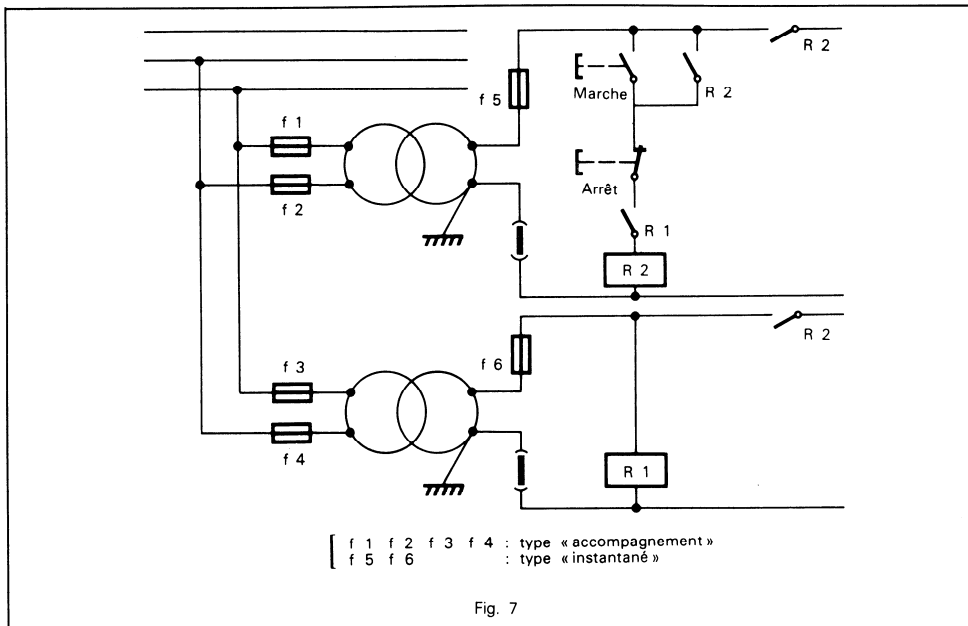 R 2
f 5
Marche
R 2
f 1
f 2
Arrêt
R 1
R 2
R 2
f 6
f 3
f 4
R 1
f 1 f 2 f 3 f 4 : type « accompagnement »
f 5 f 6 : type « instantané »
Fig. 7